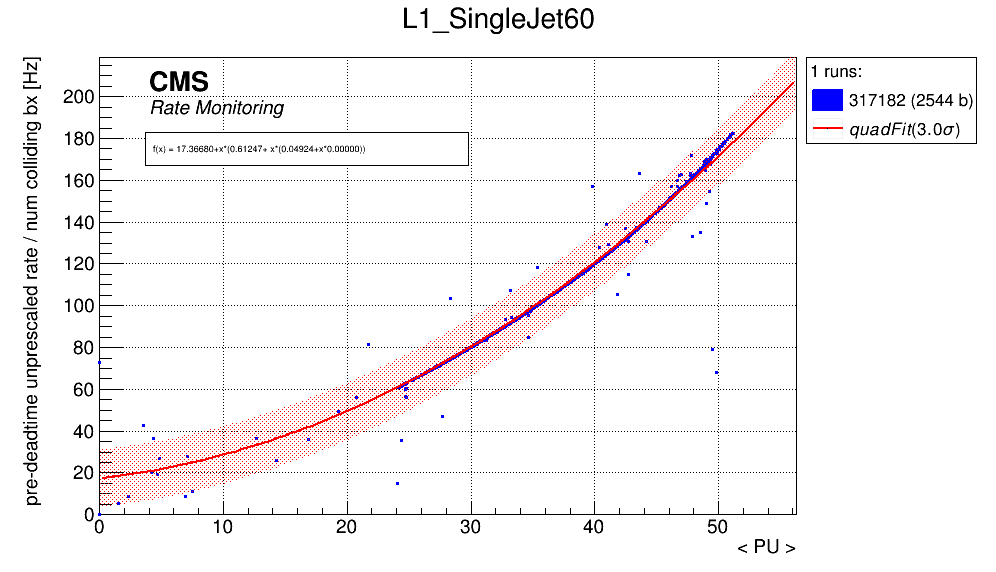 L1_SingleJet60
pre-deadtime unprescaled rate / num colliding bx [Hz]
CMS
Rate Monitoring
f(x) = 17.36680+x*(0.61247+ x*(0.04924+x*0.00000))
200
180
160
140
120
100
80
60
40
20
0
0 10 20 30 40 50
< PU >
1 runs:
317182 (2544 b)
quadFit(3.0σ)